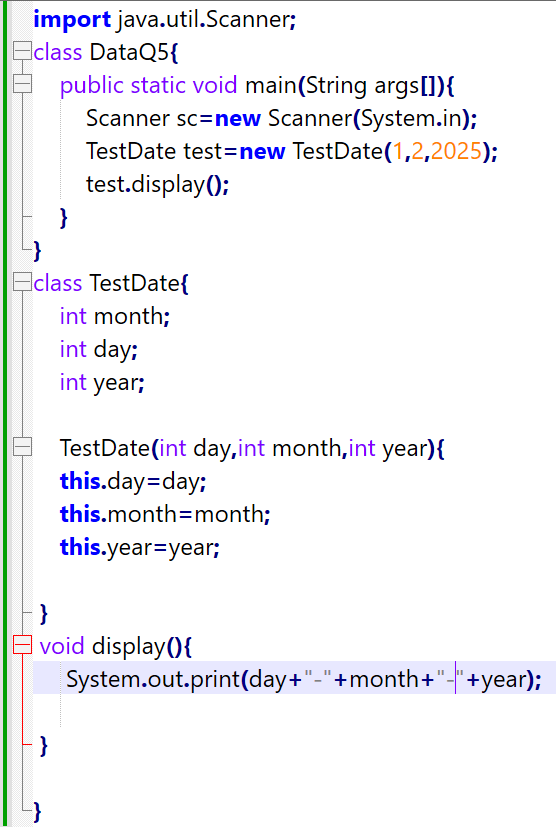 import java.util.Scanner;
class DataQ5{
public static void main(String args[]){
Scanner sc=new Scanner(System.in);
TestDate test=new TestDate(1,2,2025);
test.display();
}
}
class TestDate{
int month;
int day;
int year;
TestDate(int day,int month,int year){
this.day=day;
this.month=month;
this.year=year;
}
void display(){
System.out.print(day+"-"+month+"-"+year);
}
}